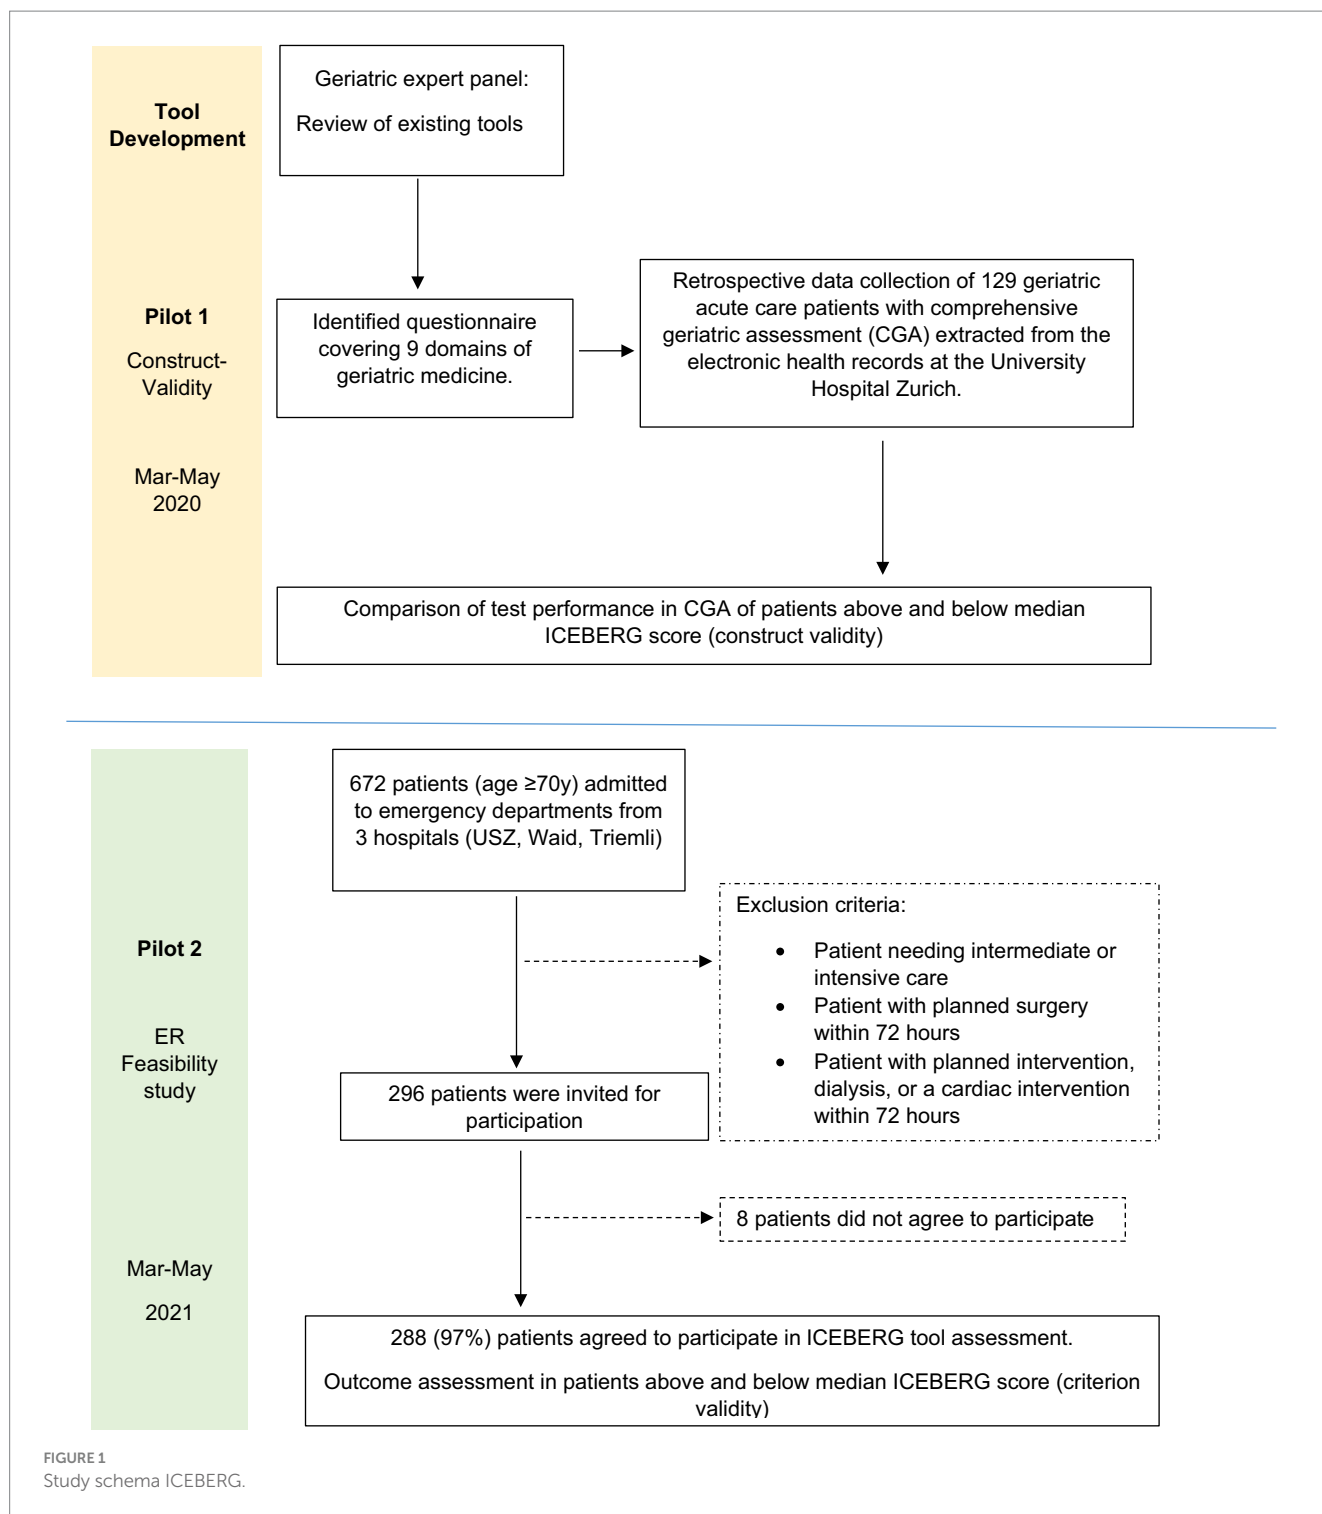 Tool
Development
Geriatric expert panel:
Review of existing tools
Pilot 1
Construct-
Validity
Mar-May
2020
Identified questionnaire
covering 9 domains of
geriatric medicine.
Retrospective data collection of 129 geriatric
acute care patients with comprehensive
geriatric assessment (CGA) extracted from the
electronic health records at the University
Hospital Zurich.
Comparison of test performance in CGA of patients above and below median
ICEBERG score (construct validity)
672 patients (age ≥70y) admitted
to emergency departments from
3 hospitals (USZ, Waid, Triemli)
Pilot 2
ER
Feasibility
study
Mar-May
2021
Exclusion criteria:
• Patient needing intermediate or
intensive care
• Patient with planned surgery
within 72 hours
• Patient with planned intervention,
dialysis, or a cardiac intervention
within 72 hours
296 patients were invited for
participation
8 patients did not agree to participate
288 (97%) patients agreed to participate in ICEBERG tool assessment.
Outcome assessment in patients above and below median ICEBERG score (criterion
validity)
FIGURE 1
Study schema ICEBERG.